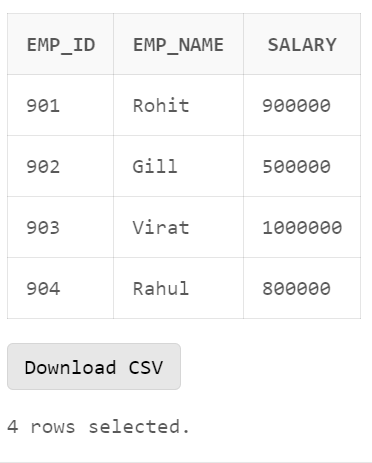 EMP_ID EMP_NAME SALARY
901 Rohit 900000
902 Gill 500000
903 Virat 1000000
904 Rahul 800000
Download CSV
4 rows selected.